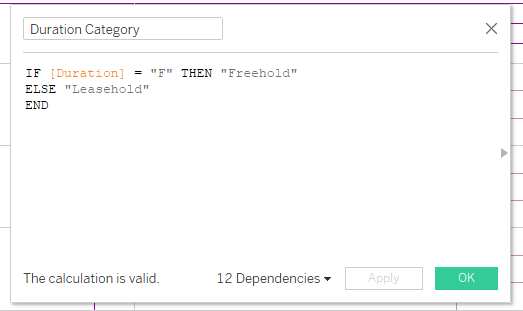 Duration Category
IF [Duration] = "F" THEN "Freehold"
ELSE "Leasehold"
END
The calculation is valid.
12 Dependencies
Apply
OK